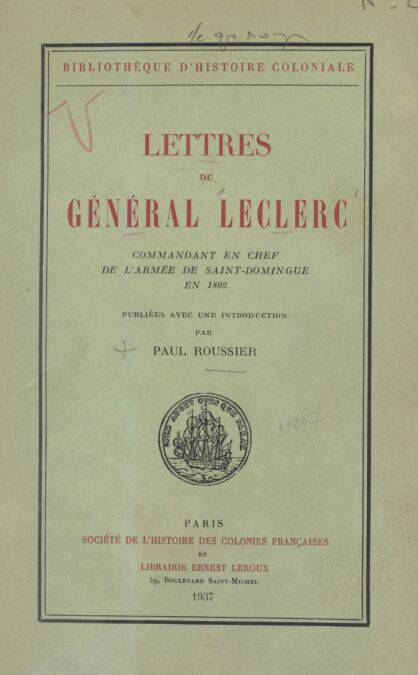 BIBLIOTHÈQUE D'HISTOIRE COLONIALE
LETTRES
DU
GÉNÉRAL LECLERC
COMMANDANT EN CHEF
DE L'ARMÉE DE SAINT-DOMINGUE
EN 1802
PUBLIÉES AVEC UNE INTRODUCTION
PAR
PAUL ROUSSIER
PARIS
SOCIÉTÉ DE L'HISTOIRE DES COLONIES FRANÇAISES
ET
LIBRAIRIE ERNEST LEROUX
49, BOULEVARD SAINT-MICHEL
1937